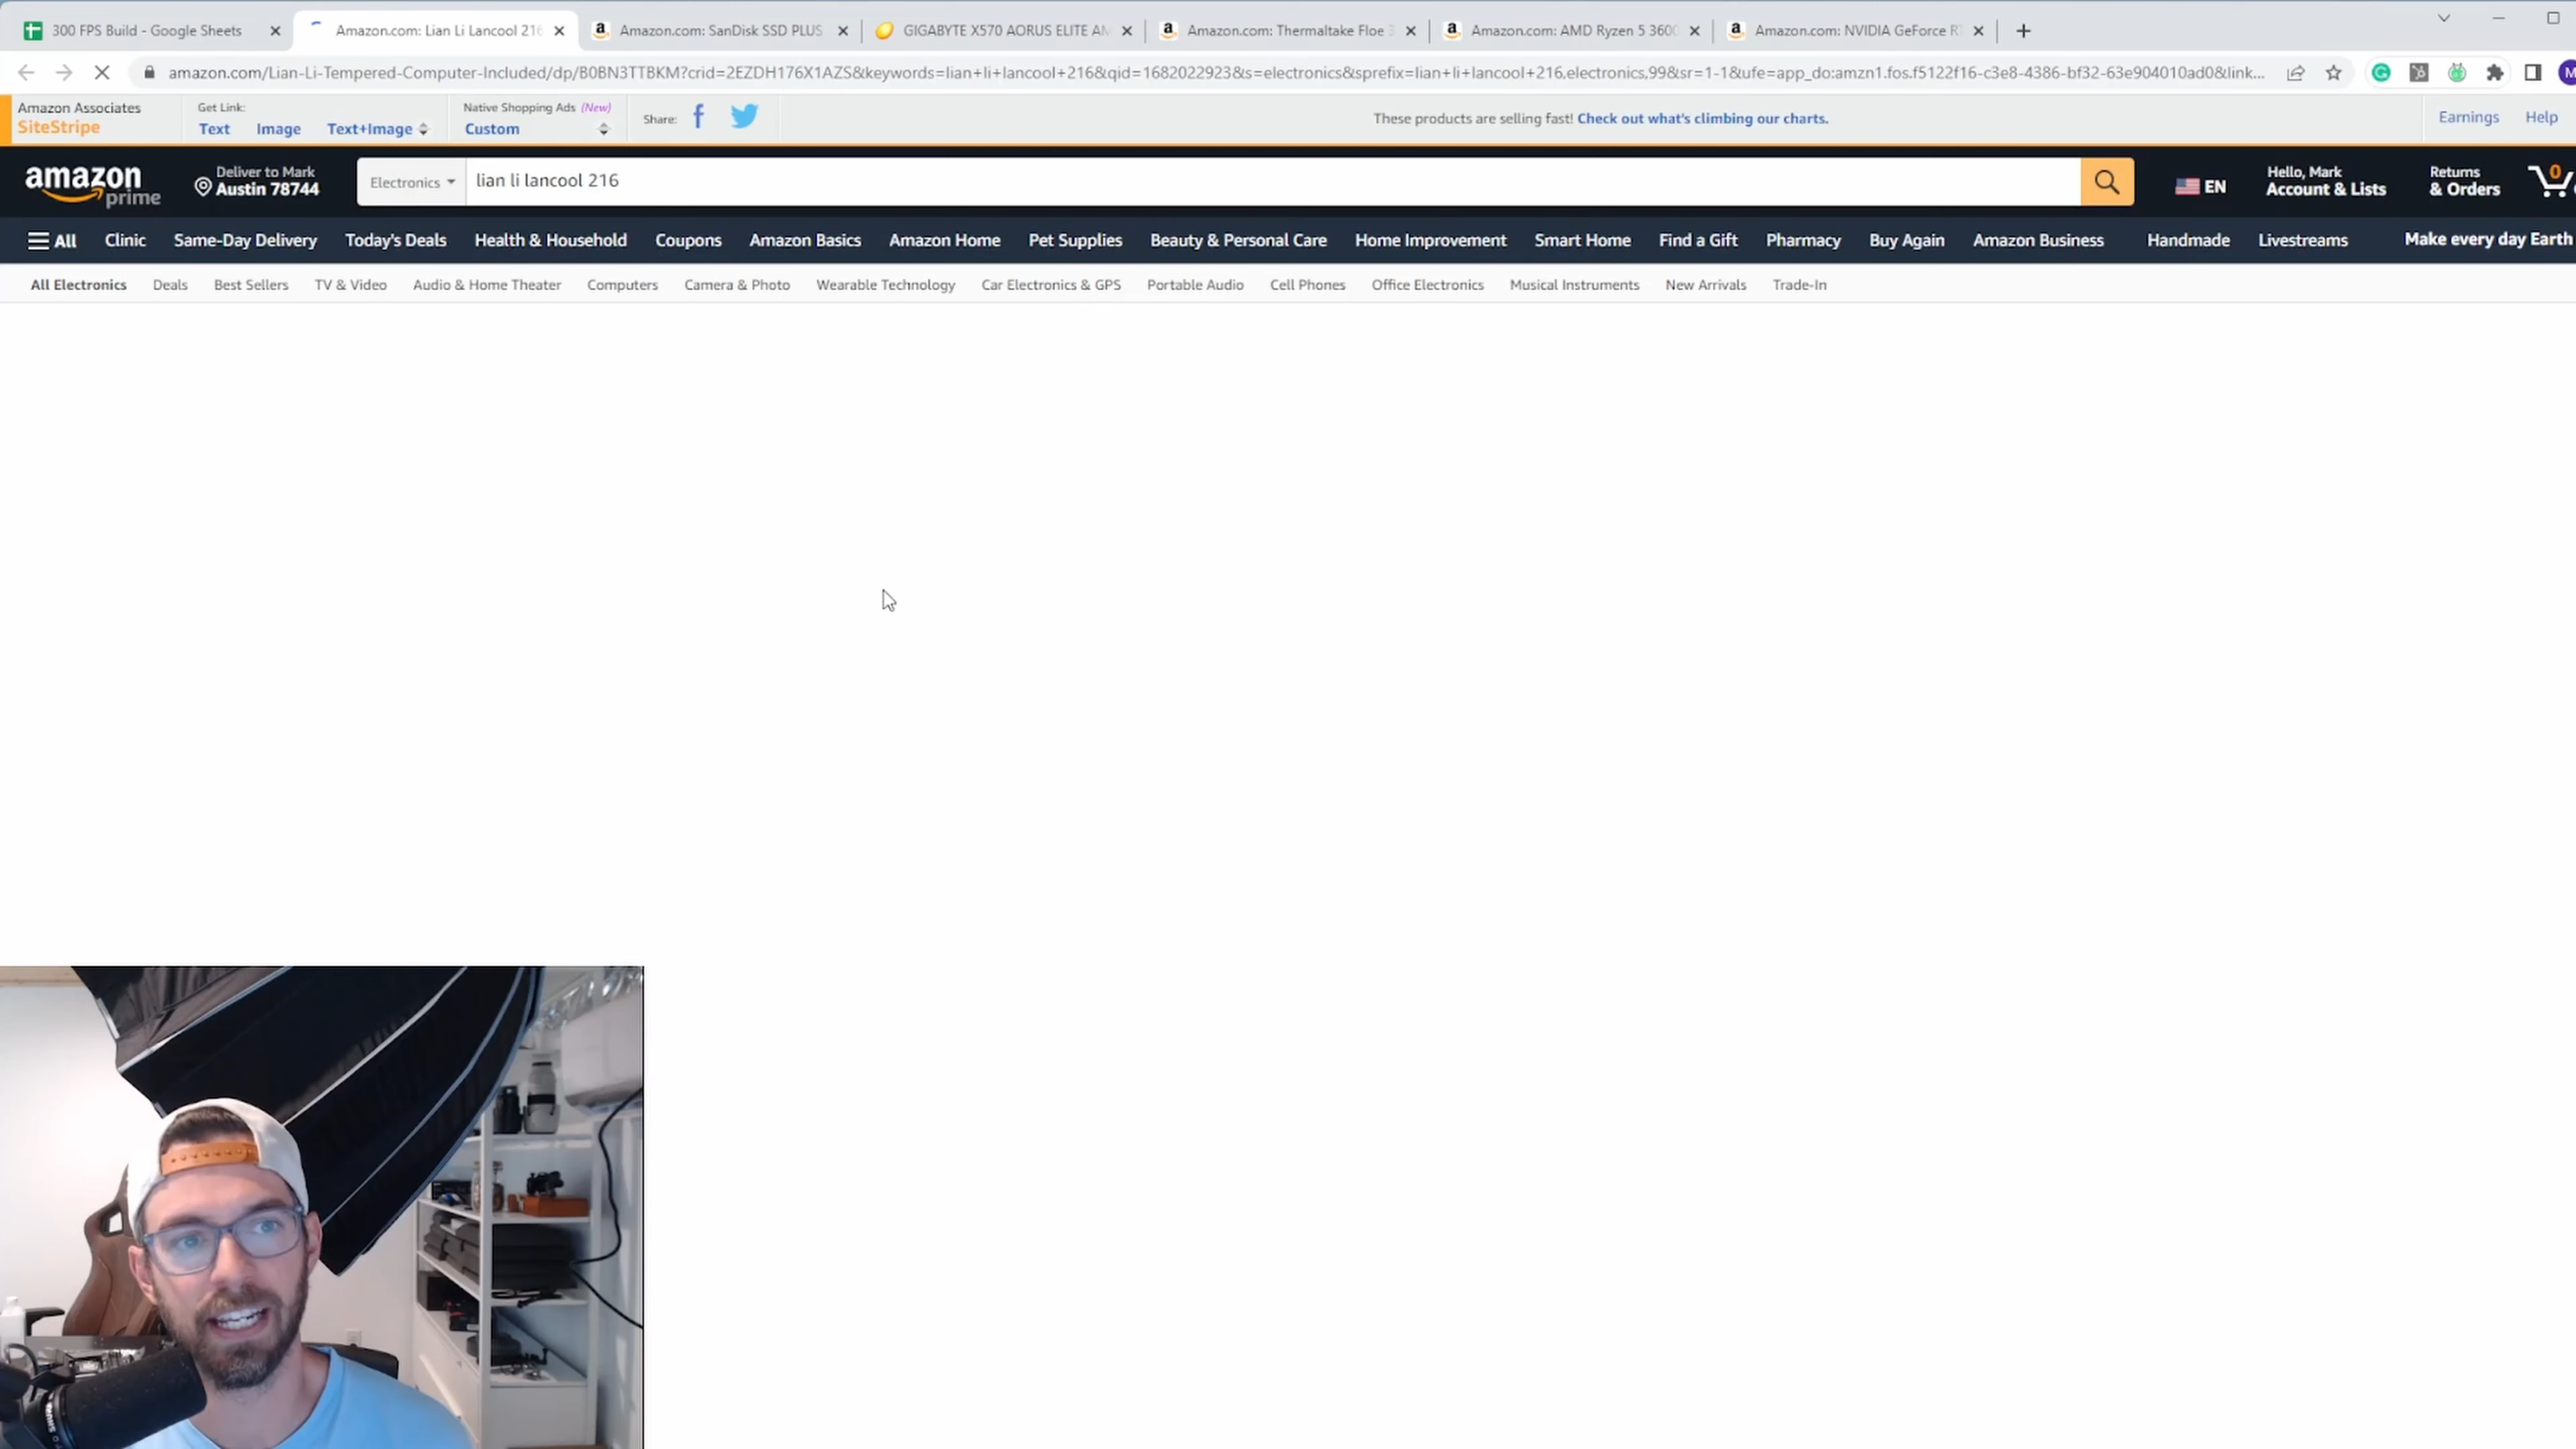 300 FPS Build - Google Sheets
Amazon.com: Lian Li Lancool 216
Amazon.com: SanDisk SSD PLUS
GIGABYTE X570 AORUS ELITE AM
Amazon.com: Thermaltake Floe
Amazon.com: AMD Ryzen 5 3600
Amazon.com: NVIDIA GeForce RT
amazon.com/Lian-Li-Tempered-Computer-Included/dp/B0BN3TTBKM?crid=2EZDH176X1AZS&keywords=lian+li+lancool+216&qid=1682022923&s=electronics&sprefix=lian+li+lancool+216,electronics,99&sr=1-1&ufe=app_do:amzn1.fos.f5122f16-c3e8-4386-bf32-63e904010ad0&link...
Amazon Associates
SiteStripe
Get Link:
Text Image Text+Image
Native Shopping Ads (New)
Custom
Share:
These products are selling fast! Check out what's climbing our charts.
Earnings Help
amazon prime
Deliver to Mark
Austin 78744
Electronics
lian li lancool 216
EN
Hello, Mark
Account & Lists
Returns
& Orders
0
All Clinic Same-Day Delivery Today's Deals Health & Household Coupons Amazon Basics Amazon Home Pet Supplies Beauty & Personal Care Home Improvement Smart Home Find a Gift Pharmacy Buy Again Amazon Business Handmade Livestreams Make every day Earth
All Electronics Deals Best Sellers TV & Video Audio & Home Theater Computers Camera & Photo Wearable Technology Car Electronics & GPS Portable Audio Cell Phones Office Electronics Musical Instruments New Arrivals Trade-In